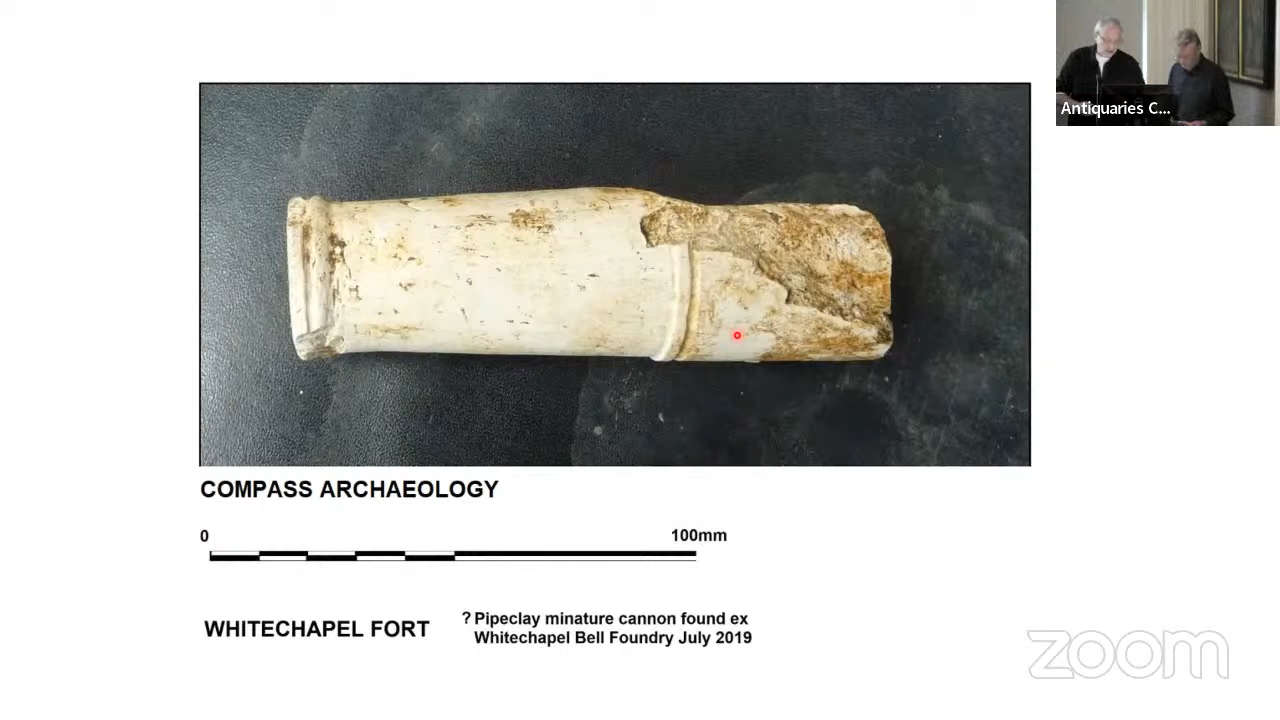 Antiquaries C...
COMPASS ARCHAEOLOGY
0 100mm
WHITECHAPEL FORT
? Pipeclay minature cannon found ex
Whitechapel Bell Foundry July 2019
zoom